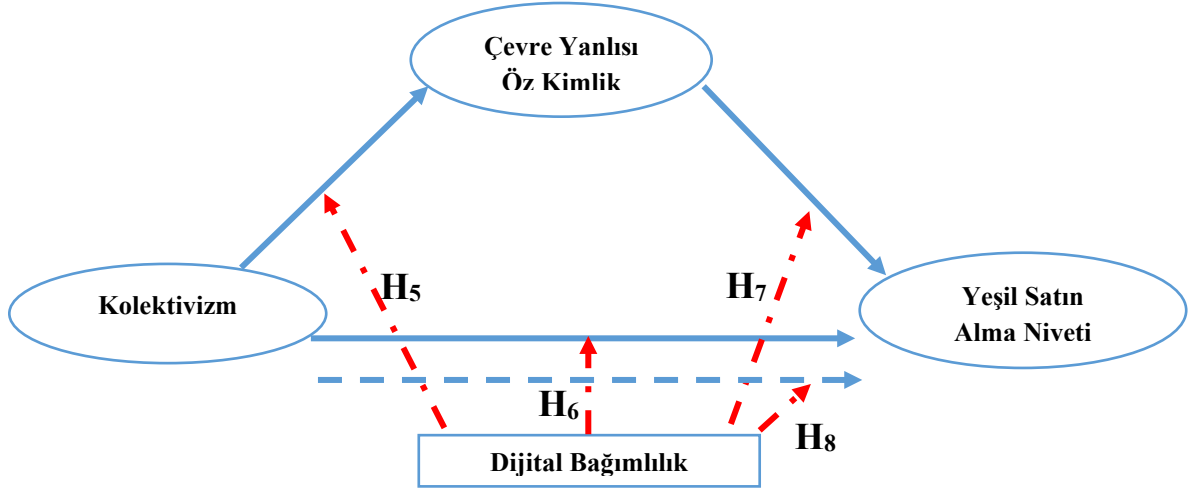 Çevre Yanlısı
Öz Kimlik
H5
H7
Kolektivizm
Yeşil Satın
Alma Niyeti
H6
H8
Dijital Bağımlılık